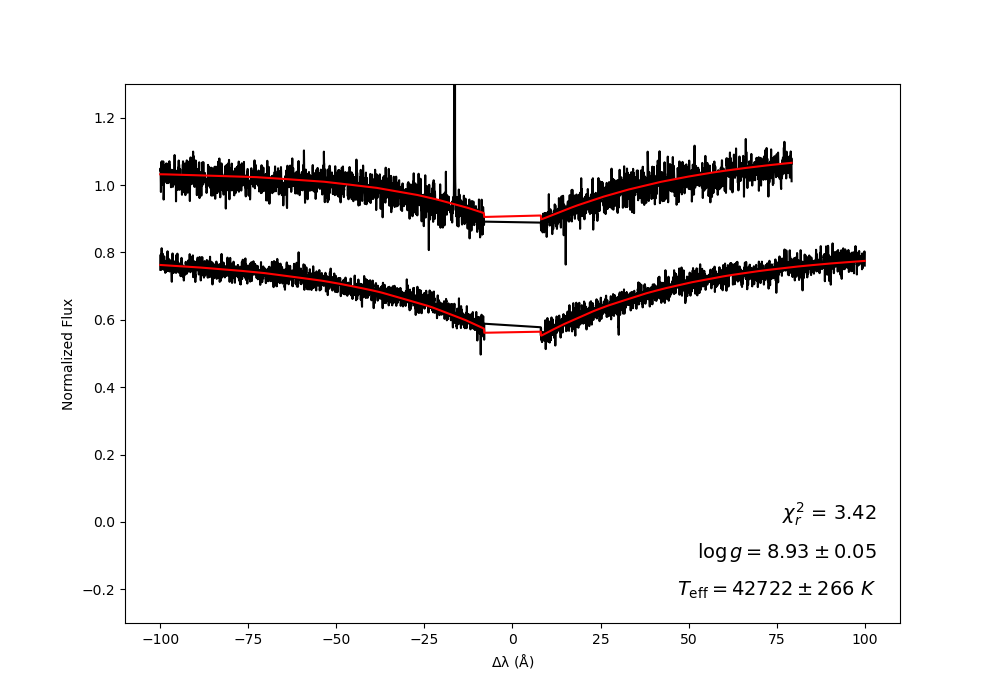 1.2
1.0
0.8
0.6
0.4
0.2
0.0
−0.2
Normalized Flux
χ²ᵣ = 3.42
log g = 8.93 ± 0.05
T_eff = 42722 ± 266 K
−100 −75 −50 −25 0 25 50 75 100
Δλ (Å)